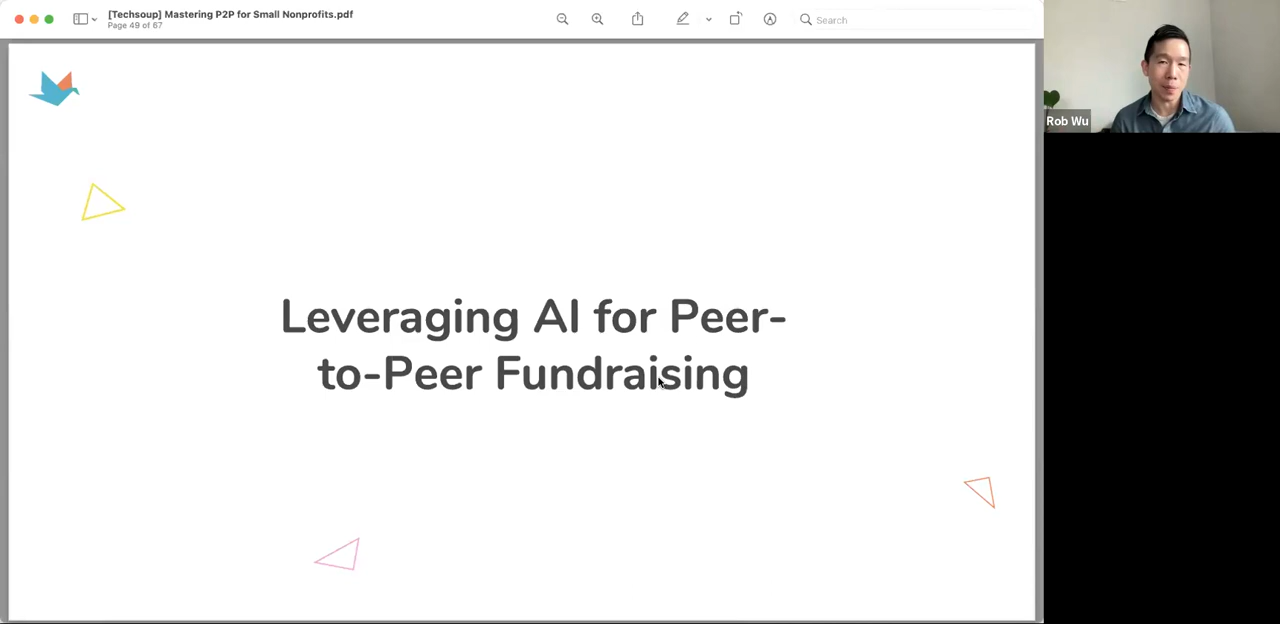 [Techsoup] Mastering P2P for Small Nonprofits.pdf
Page 49 of 67
Search
Rob Wu
Leveraging AI for Peer-
to-Peer Fundraising